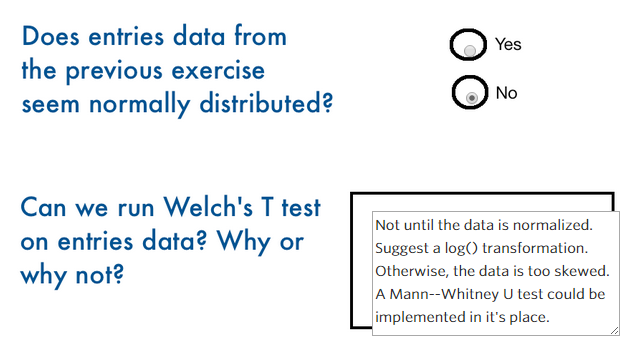 Does entries data from
the previous exercise
seem normally distributed?
Yes
No
Can we run Welch's T test
on entries data? Why or
why not?
Not until the data is normalized.
Suggest a log() transformation.
Otherwise, the data is too skewed.
A Mann--Whitney U test could be
implemented in it's place.